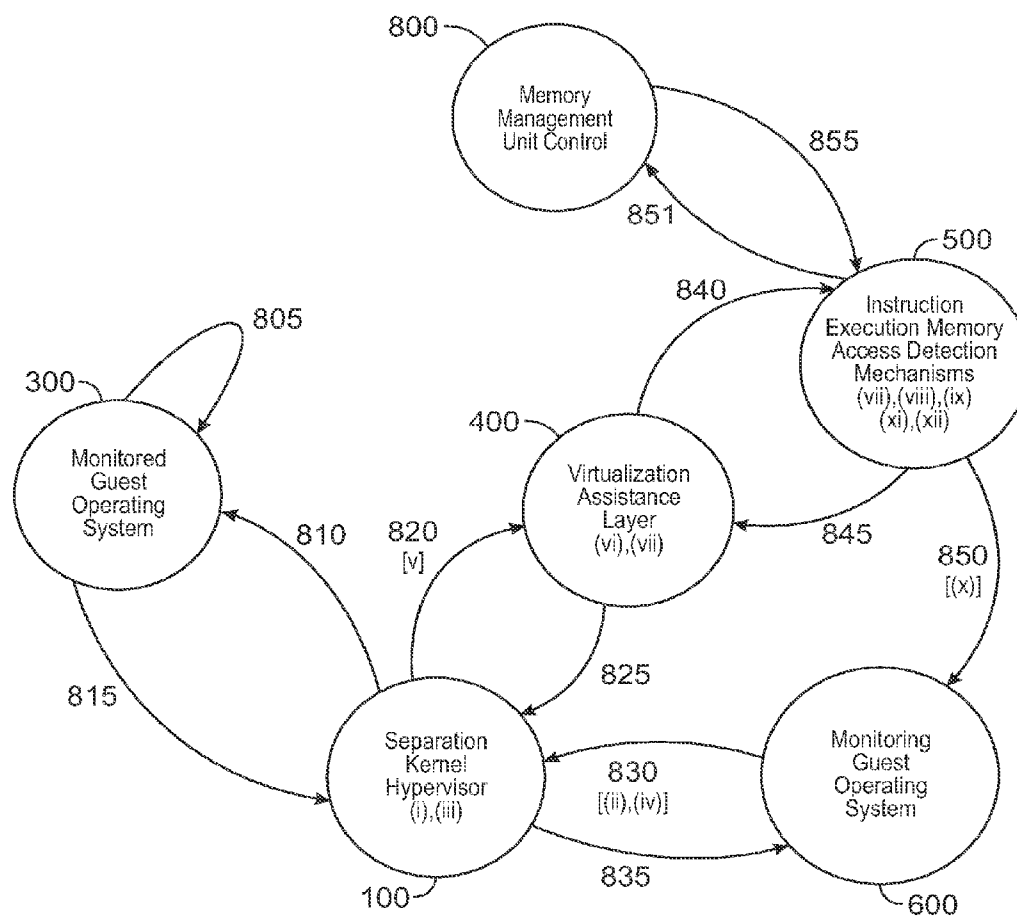 800
Memory
Management
Unit Control
855
851
500
Instruction
Execution Memory
Access Detection
Mechanisms
(vii),(viii),(ix)
(xi),(xii)
840
805
300
Monitored
Guest
Operating
System
400
Virtualization
Assistance
Layer
(vi),(vii)
810
820
[v]
845
850
[(x)]
815
825
Separation
Kernel
Hypervisor
(i),(iii)
830
[(ii),(iv)]
Monitoring
Guest
Operating
System
835
100
600